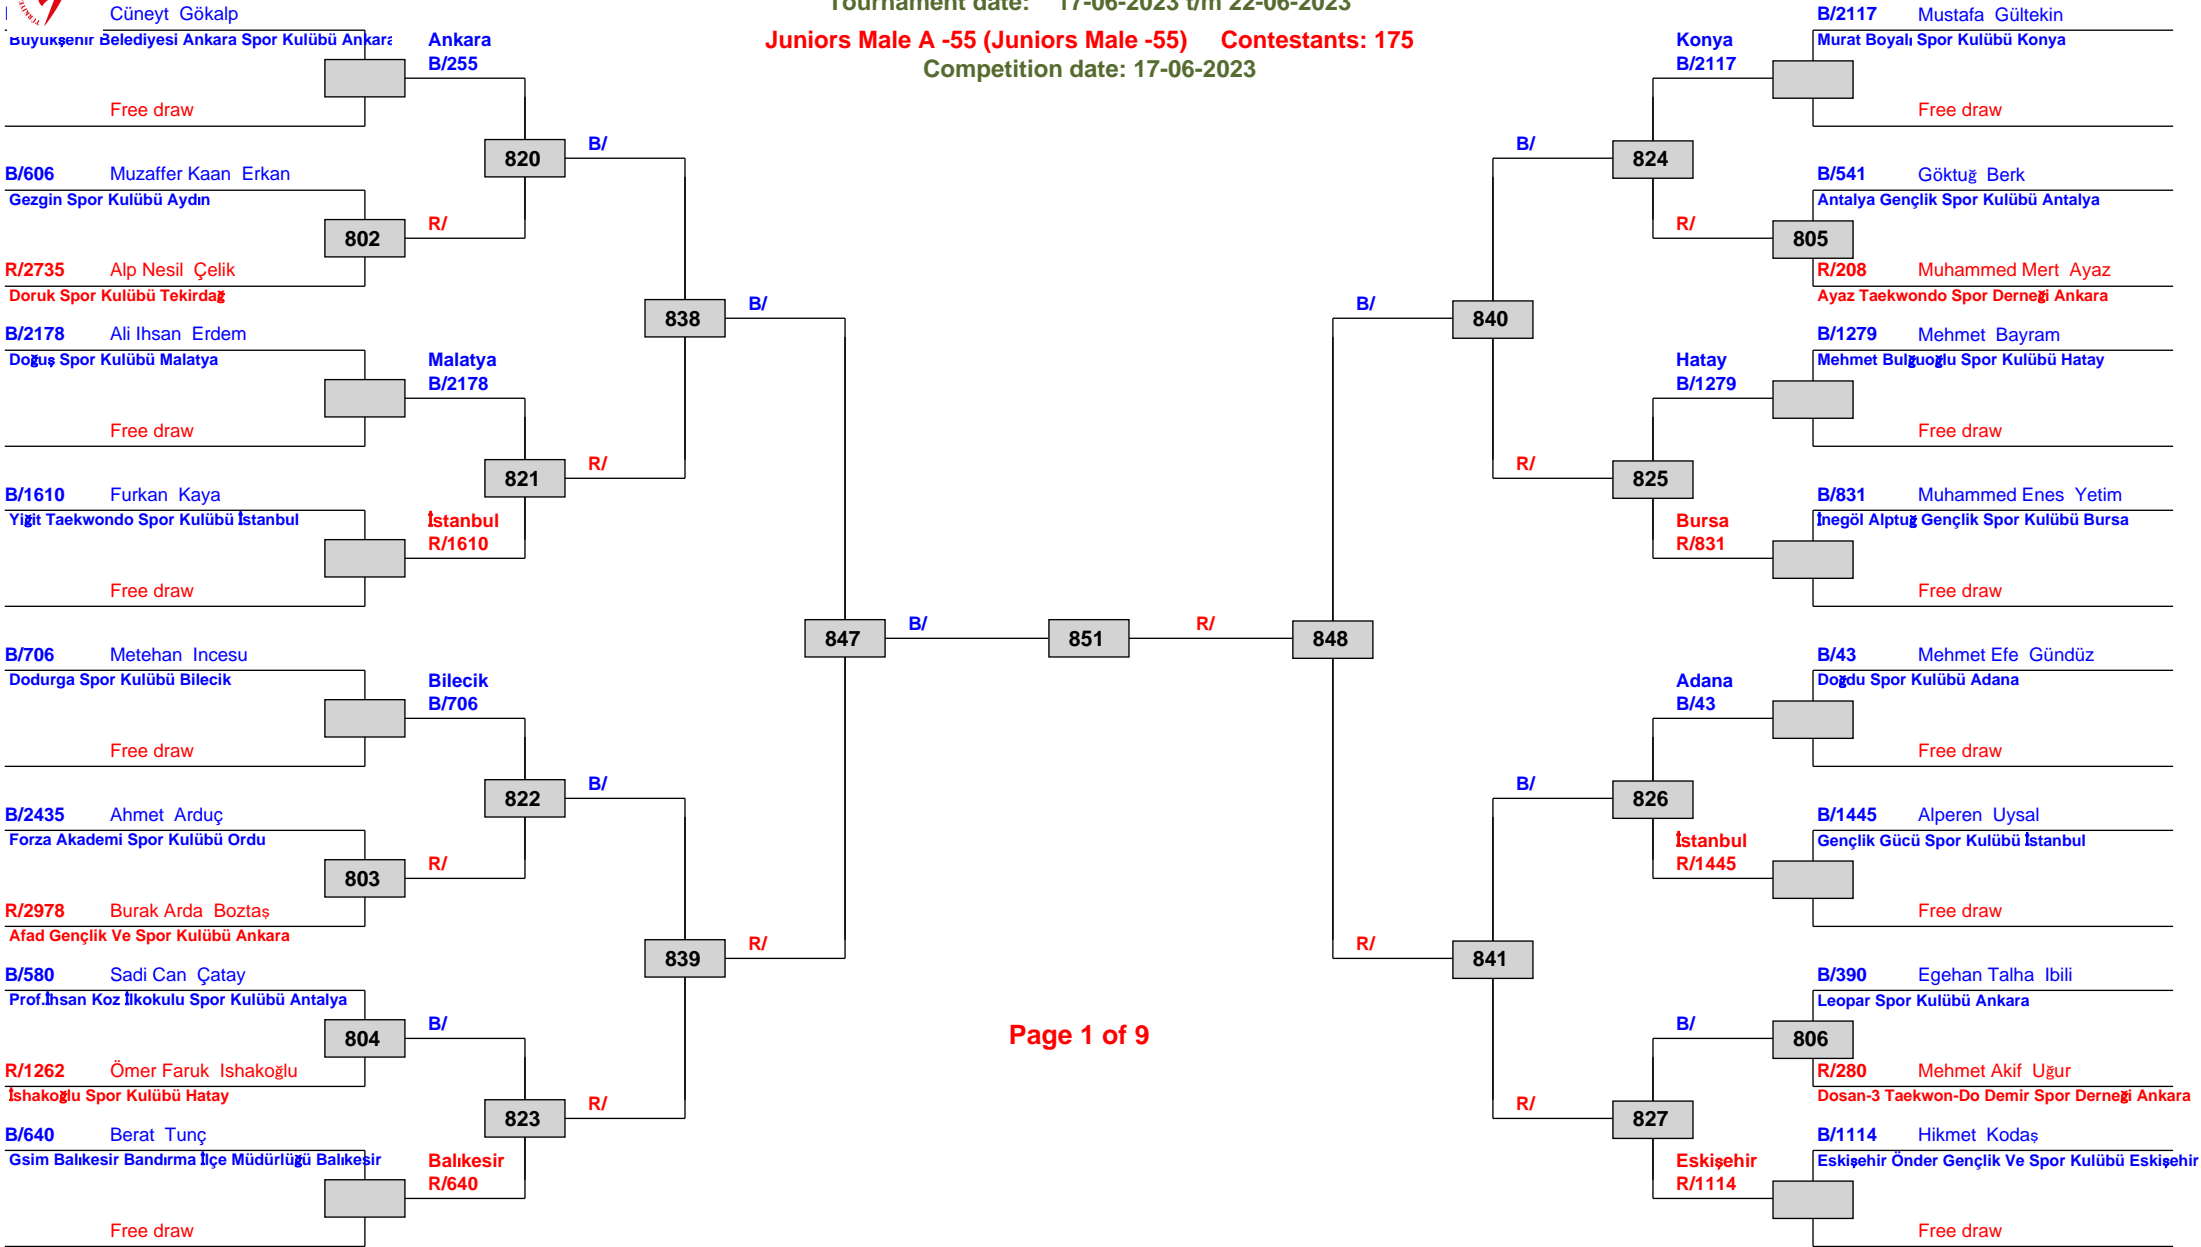 Tournament date: 17-06-2023 t/m 22-06-2023
Juniors Male A -55 (Juniors Male -55) Contestants: 175
Competition date: 17-06-2023
Cüneyt Gökalp
Büyükşehir Belediyesi Ankara Spor Kulübü Ankara
Free draw
Ankara
B/255
B/606 Muzaffer Kaan Erkan
Gezgin Spor Kulübü Aydın
802
R/
R/2735 Alp Nesil Çelik
Doruk Spor Kulübü Tekirdağ
820
B/
B/2178 Ali Ihsan Erdem
Doğuş Spor Kulübü Malatya
Free draw
Malatya
B/2178
838
B/
821
R/
B/1610 Furkan Kaya
Yiğit Taekwondo Spor Kulübü İstanbul
Free draw
İstanbul
R/1610
B/706 Metehan Incesu
Dodurga Spor Kulübü Bilecik
Free draw
Bilecik
B/706
847
B/
851
R/
848
822
B/
B/2435 Ahmet Arduç
Forza Akademi Spor Kulübü Ordu
803
R/
R/2978 Burak Arda Boztaş
Afad Gençlik Ve Spor Kulübü Ankara
839
R/
B/580 Sadi Can Çatay
Prof.İhsan Koz İlkokulu Spor Kulübü Antalya
804
B/
R/1262 Ömer Faruk Ishakoğlu
İshakoğlu Spor Kulübü Hatay
823
R/
B/640 Berat Tunç
Gsim Balıkesir Bandırma İlçe Müdürlüğü Balıkesir
Free draw
Balıkesir
R/640
Page 1 of 9
B/2117 Mustafa Gültekin
Murat Boyalı Spor Kulübü Konya
Konya
B/2117
Free draw
B/
824
B/541 Göktuğ Berk
Antalya Gençlik Spor Kulübü Antalya
R/
805
R/208 Muhammed Mert Ayaz
Ayaz Taekwondo Spor Derneği Ankara
B/
840
B/1279 Mehmet Bayram
Mehmet Bulğuoğlu Spor Kulübü Hatay
Hatay
B/1279
Free draw
R/
825
B/831 Muhammed Enes Yetim
İnegöl Alptuğ Gençlik Spor Kulübü Bursa
Bursa
R/831
Free draw
B/43 Mehmet Efe Gündüz
Doğdu Spor Kulübü Adana
Adana
B/43
Free draw
B/
826
B/1445 Alperen Uysal
Gençlik Gücü Spor Kulübü İstanbul
İstanbul
R/1445
Free draw
R/
841
B/390 Egehan Talha Ibili
Leopar Spor Kulübü Ankara
B/
806
R/280 Mehmet Akif Uğur
Dosan-3 Taekwon-Do Demir Spor Derneği Ankara
R/
827
B/1114 Hikmet Kodaş
Eskişehir Önder Gençlik Ve Spor Kulübü Eskişehir
Eskişehir
R/1114
Free draw